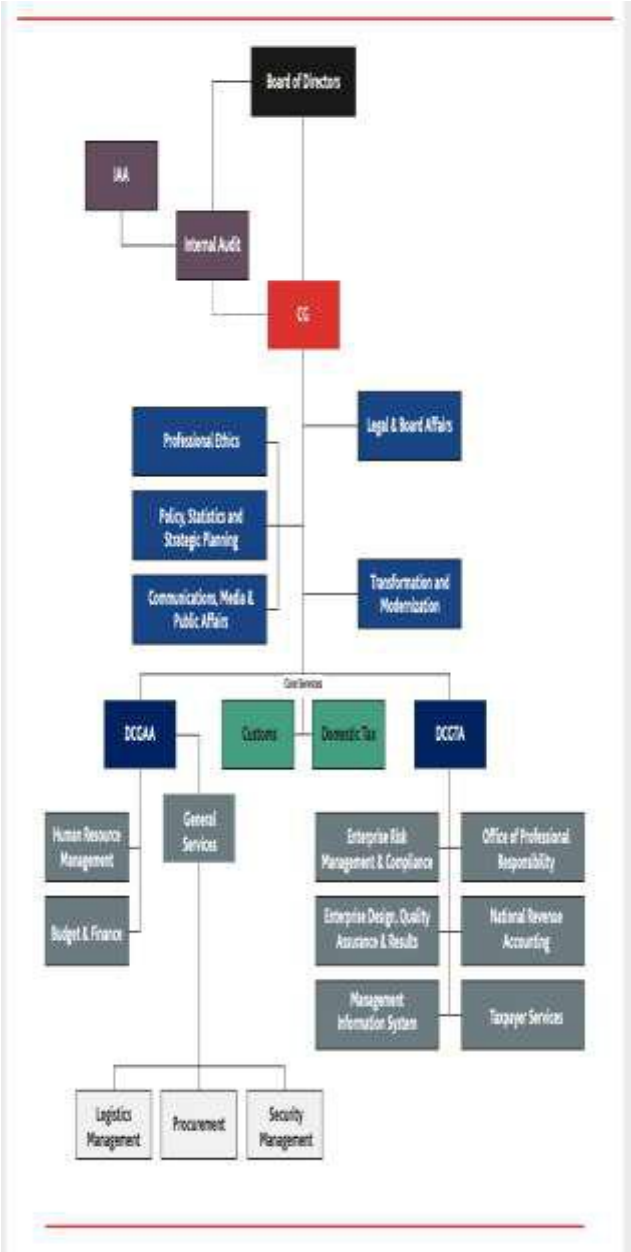 Board of Directors
IAA
Internal Audit
CG
Legal & Board Affairs
Professional Ethics
Policy, Statistics and
Strategic Planning
Transformation and
Modernization
Communications, Media &
Public Affairs
Core Services
DCGAA
Customs
Domestic Tax
DCGTA
General
Services
Human Resource
Management
Enterprise Risk
Management & Compliance
Office of Professional
Responsibility
Budget & Finance
Enterprise Design, Quality
Assurance & Results
National Revenue
Accounting
Management
Information System
Taxpayer Services
Logistics
Management
Procurement
Security
Management